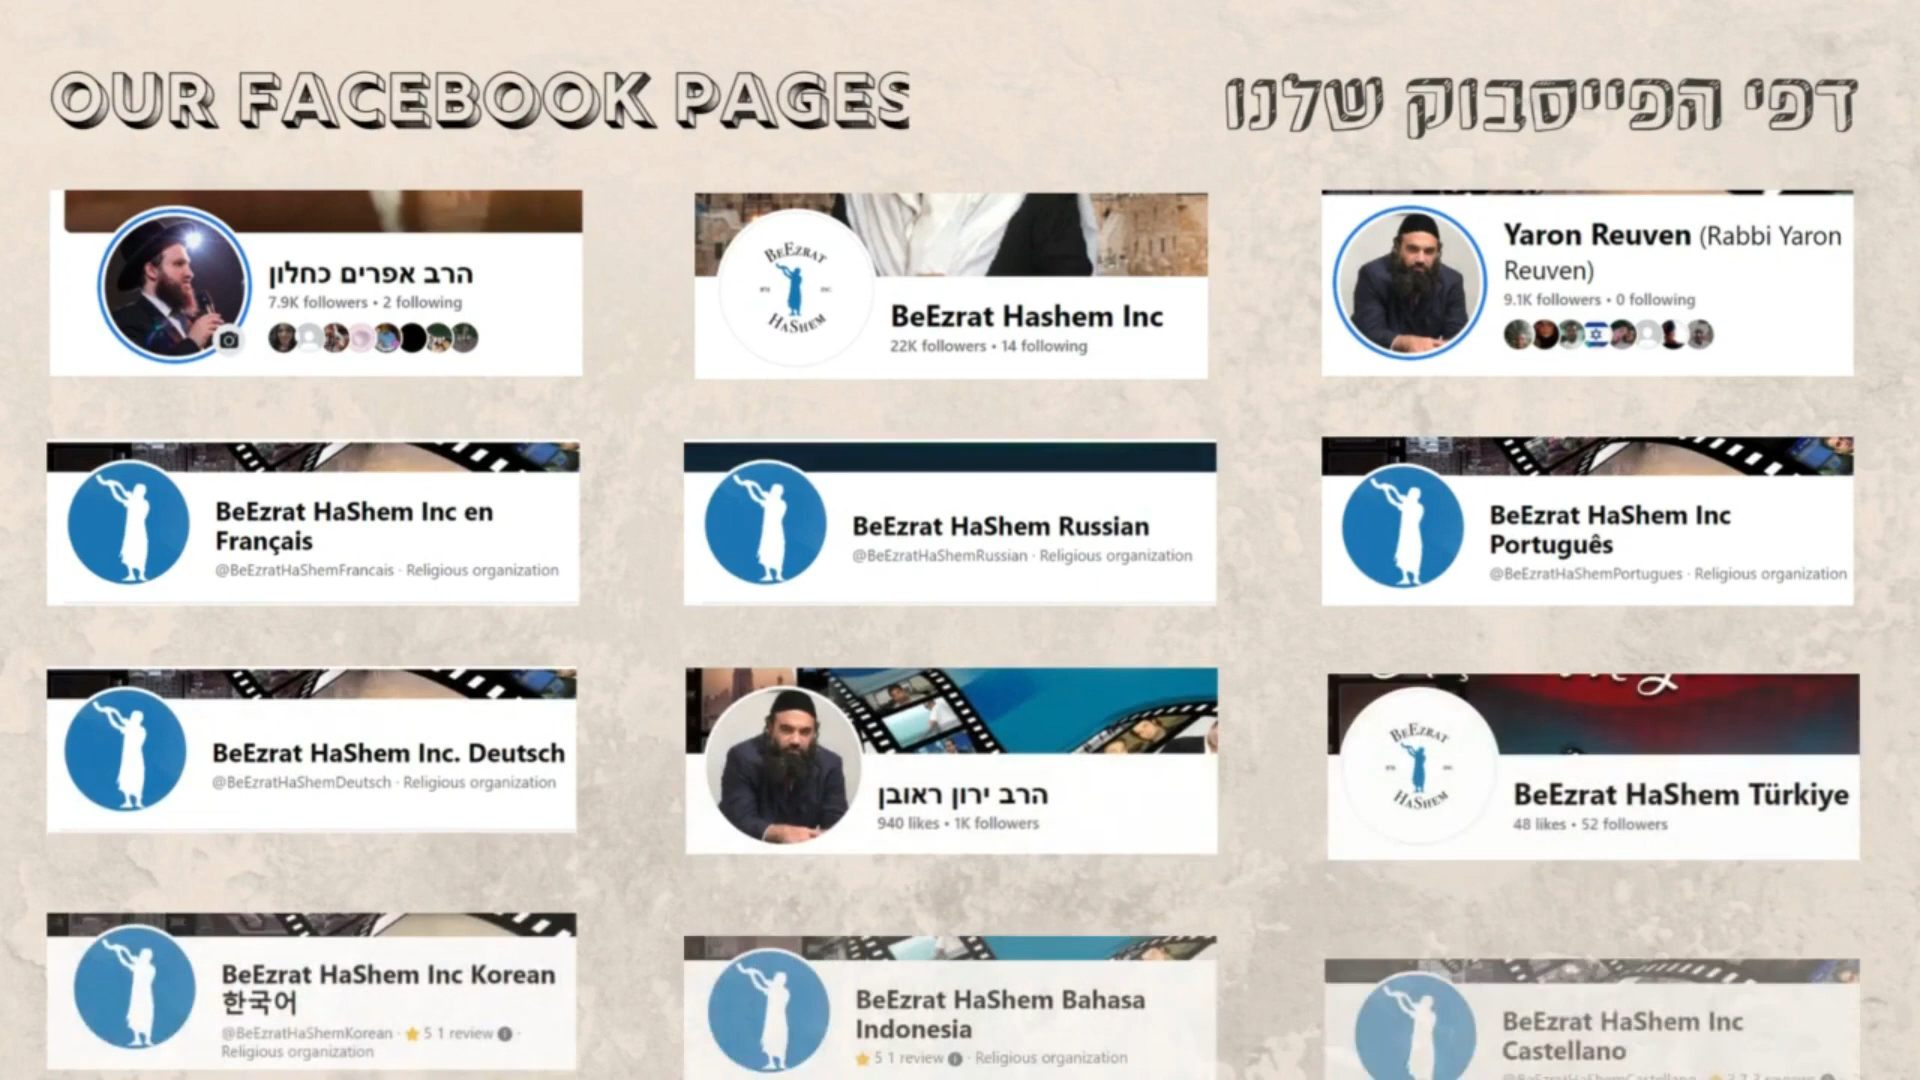 OUR FACEBOOK PAGES
דפי הפייסבוק שלנו
הרב אפרים כחלון
7.9K followers • 2 following
BEEZRAT
HASHEM
BeEzrat Hashem Inc
22K followers • 14 following
Yaron Reuven (Rabbi Yaron
Reuven)
9.1K followers • 0 following
BeEzrat HaShem Inc en
Français
@BeEzratHaShemFrancais · Religious organization
BeEzrat HaShem Russian
@BeEzratHaShemRussian · Religious organization
BeEzrat HaShem Inc
Português
@BeEzratHaShemPortugues · Religious organization
BeEzrat HaShem Inc. Deutsch
@BeEzratHaShemDeutsch · Religious organization
הרב ירון ראובן
940 likes • 1K followers
BEEZRAT
HASHEM
BeEzrat HaShem Türkiye
48 likes • 52 followers
BeEzrat HaShem Inc Korean
한국어
@BeEzratHaShemKorean · 5 1 review ·
Religious organization
BeEzrat HaShem Bahasa
Indonesia
5 1 review · Religious organization
BeEzrat HaShem Inc
Castellano